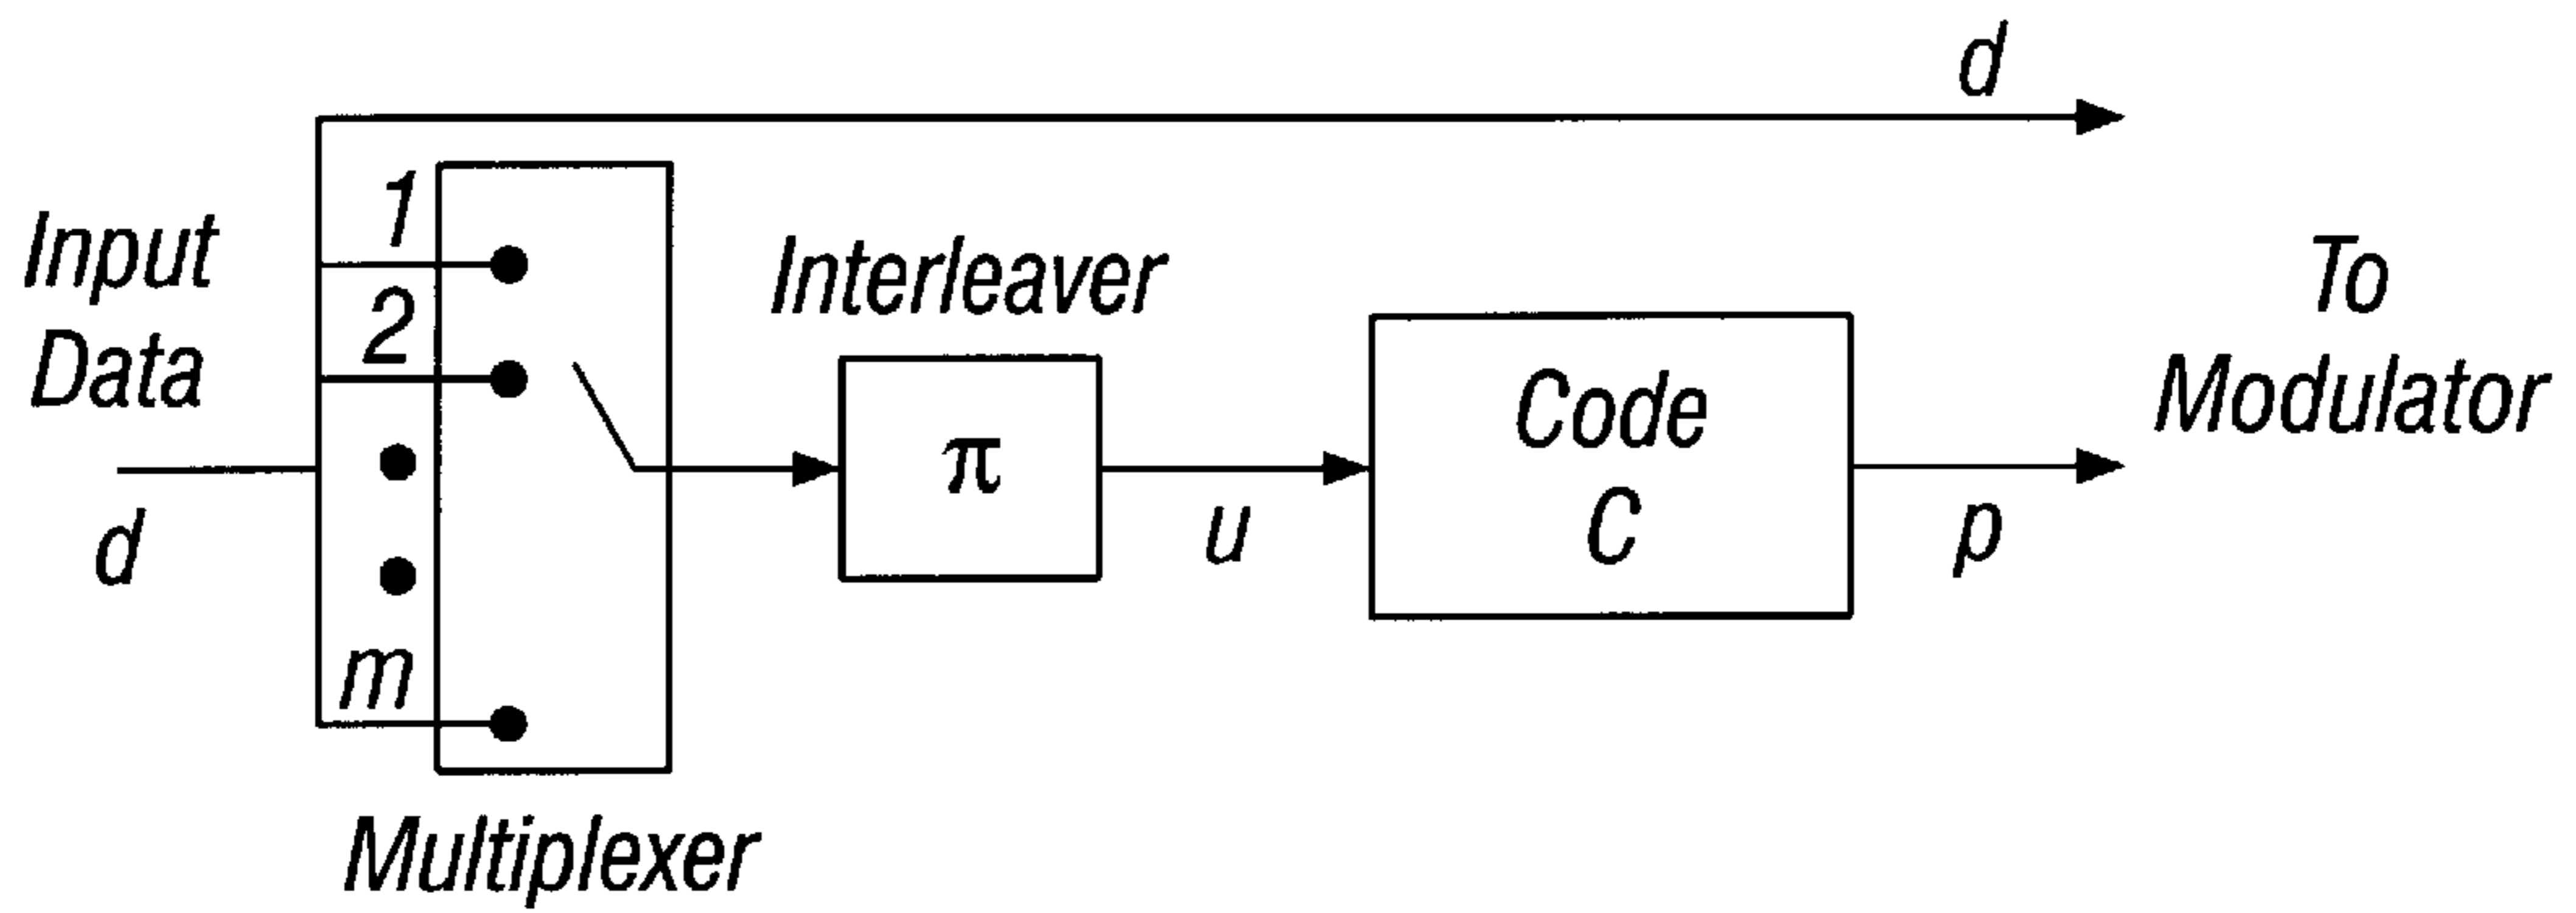 d
Input
Data
d
1
2
m
Multiplexer
Interleaver
π
u
Code
C
p
To
Modulator